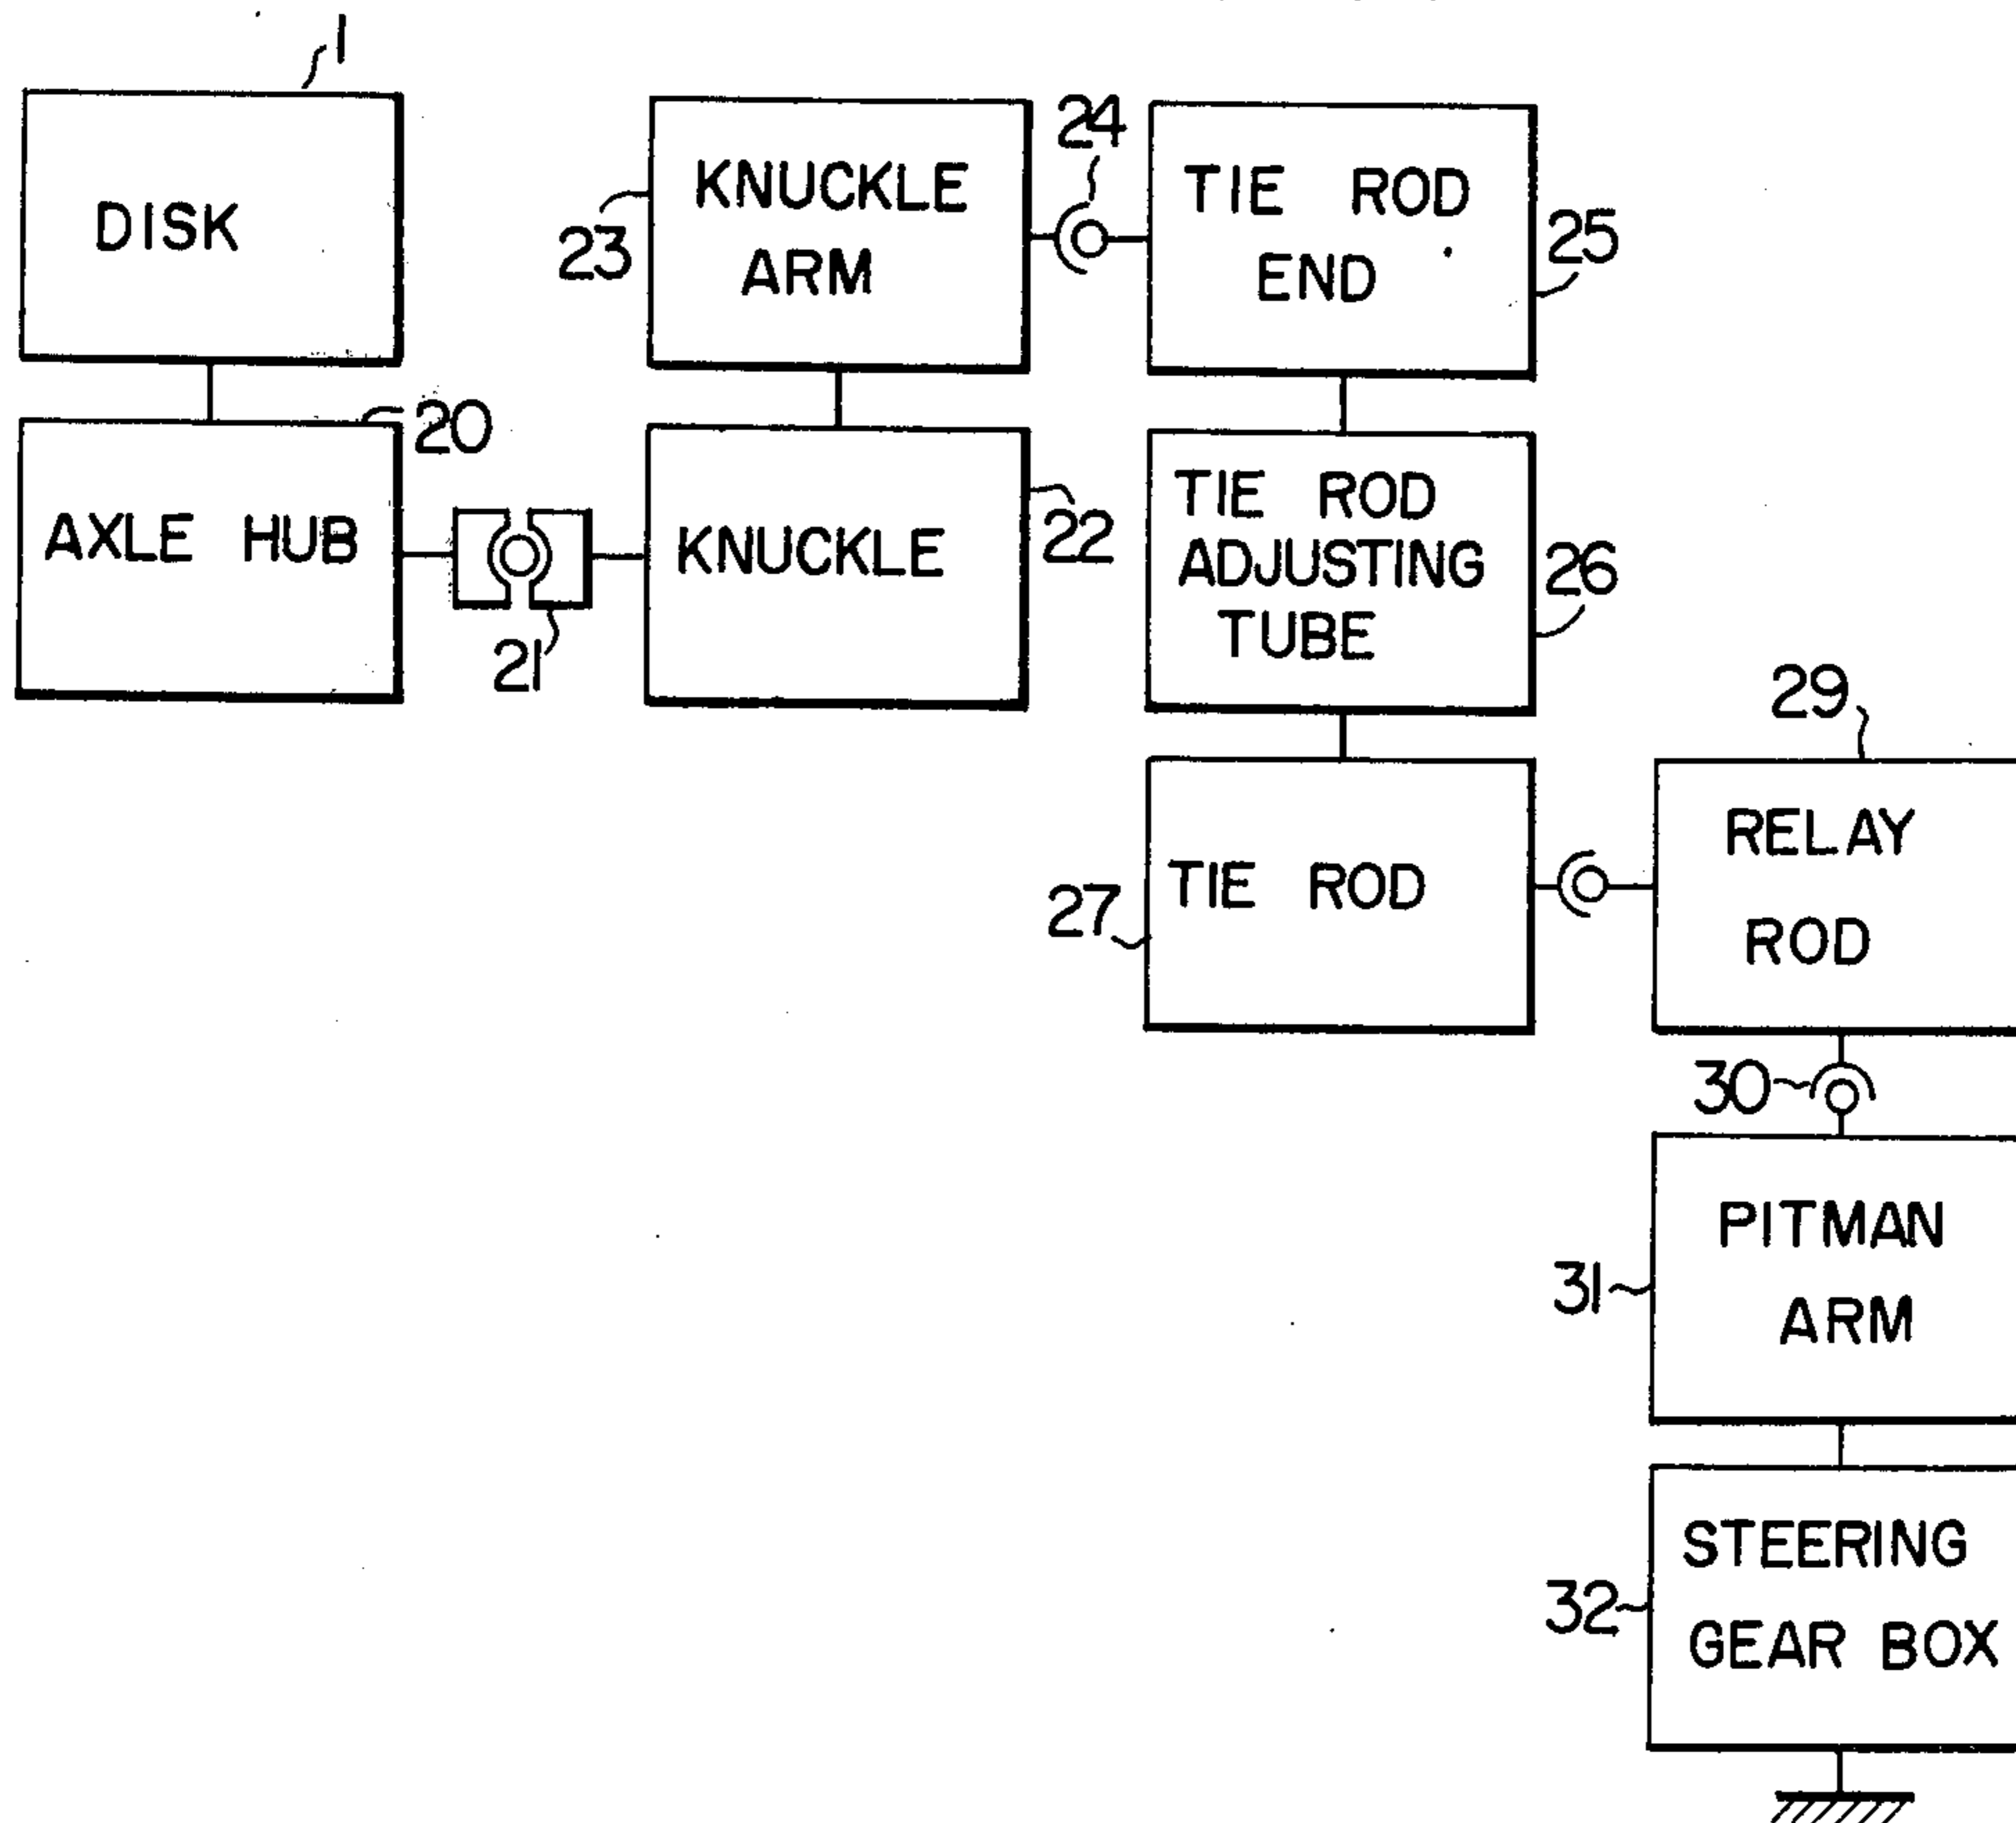 1
DISK
20
AXLE HUB
21
KNUCKLE
ARM
23
KNUCKLE
22
24
TIE ROD
END
25
TIE ROD
ADJUSTING
TUBE
26
TIE ROD
27
29
RELAY
ROD
30
PITMAN
ARM
31
STEERING
GEAR BOX
32